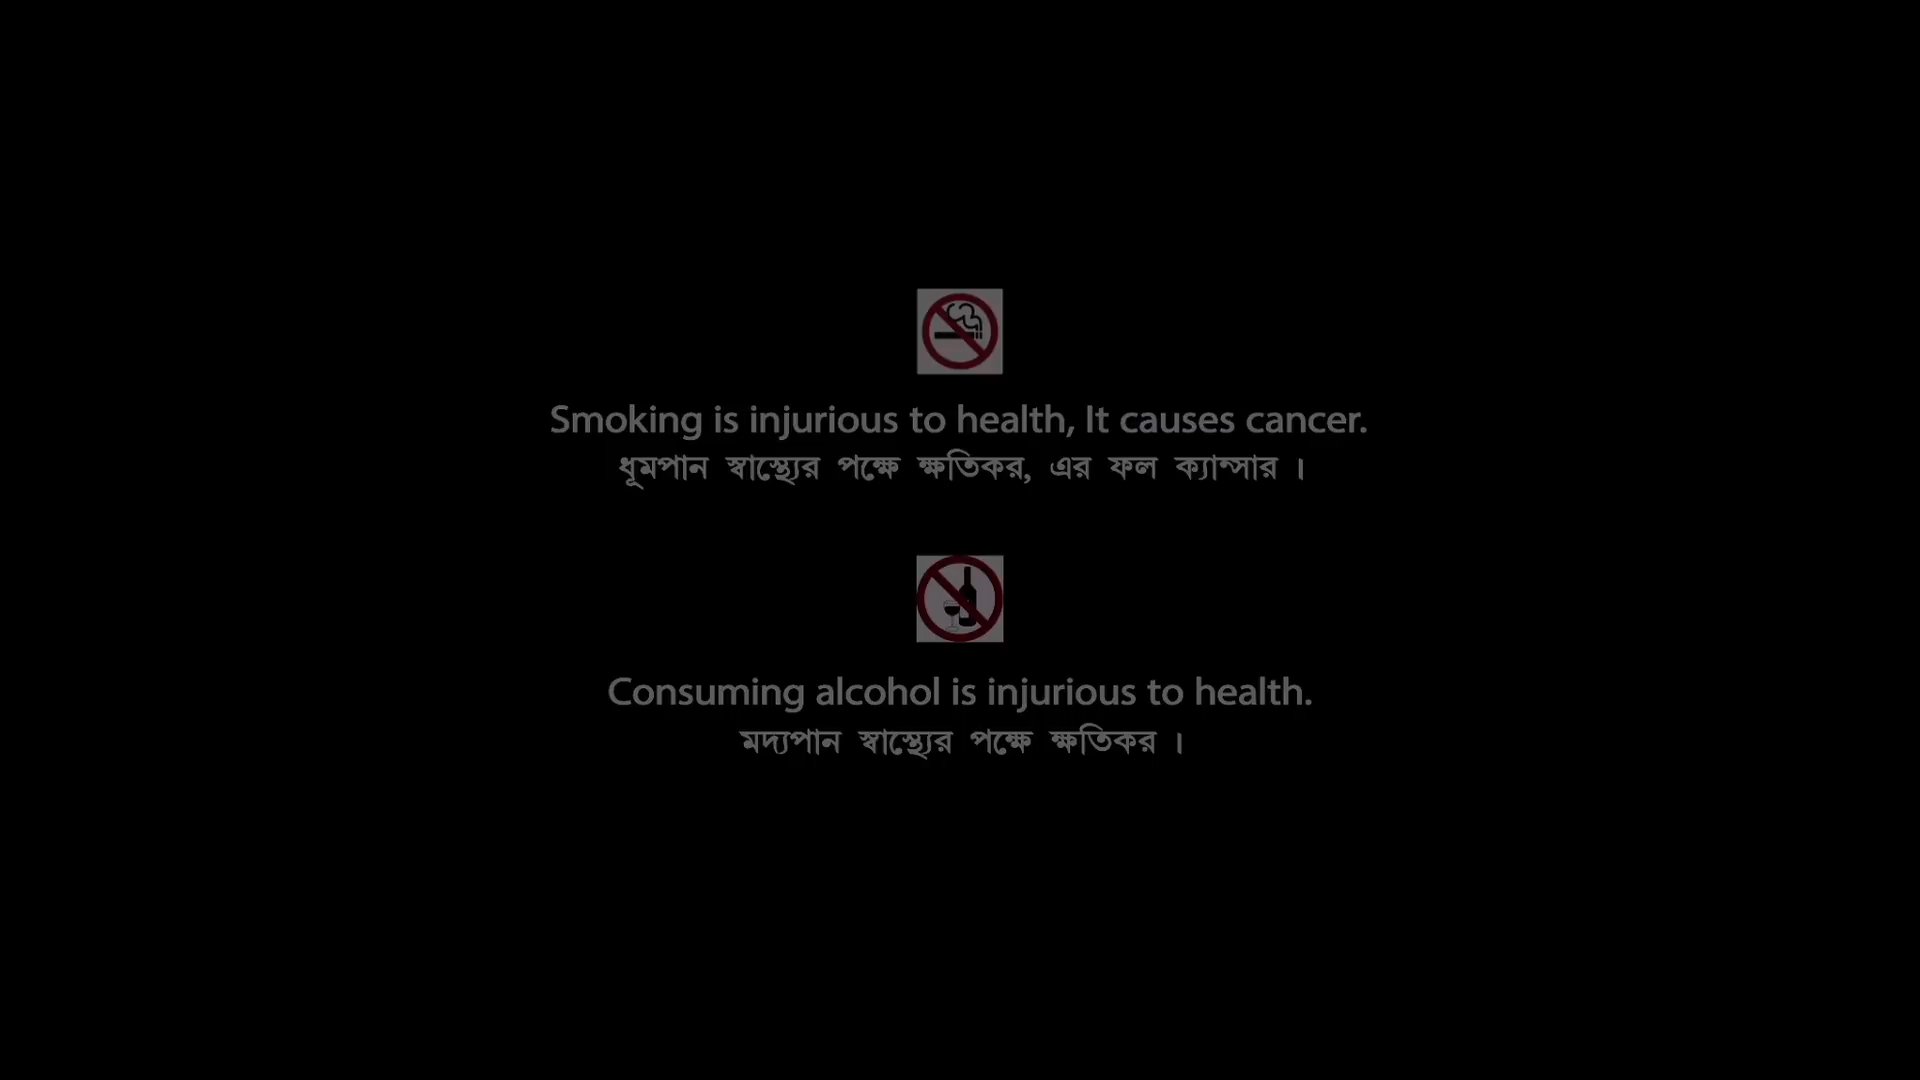 Smoking is injurious to health, It causes cancer.
ধূমপান স্বাস্থ্যের পক্ষে ক্ষতিকর, এর ফল ক্যান্সার ।
Consuming alcohol is injurious to health.
মদ্যপান স্বাস্থ্যের পক্ষে ক্ষতিকর ।